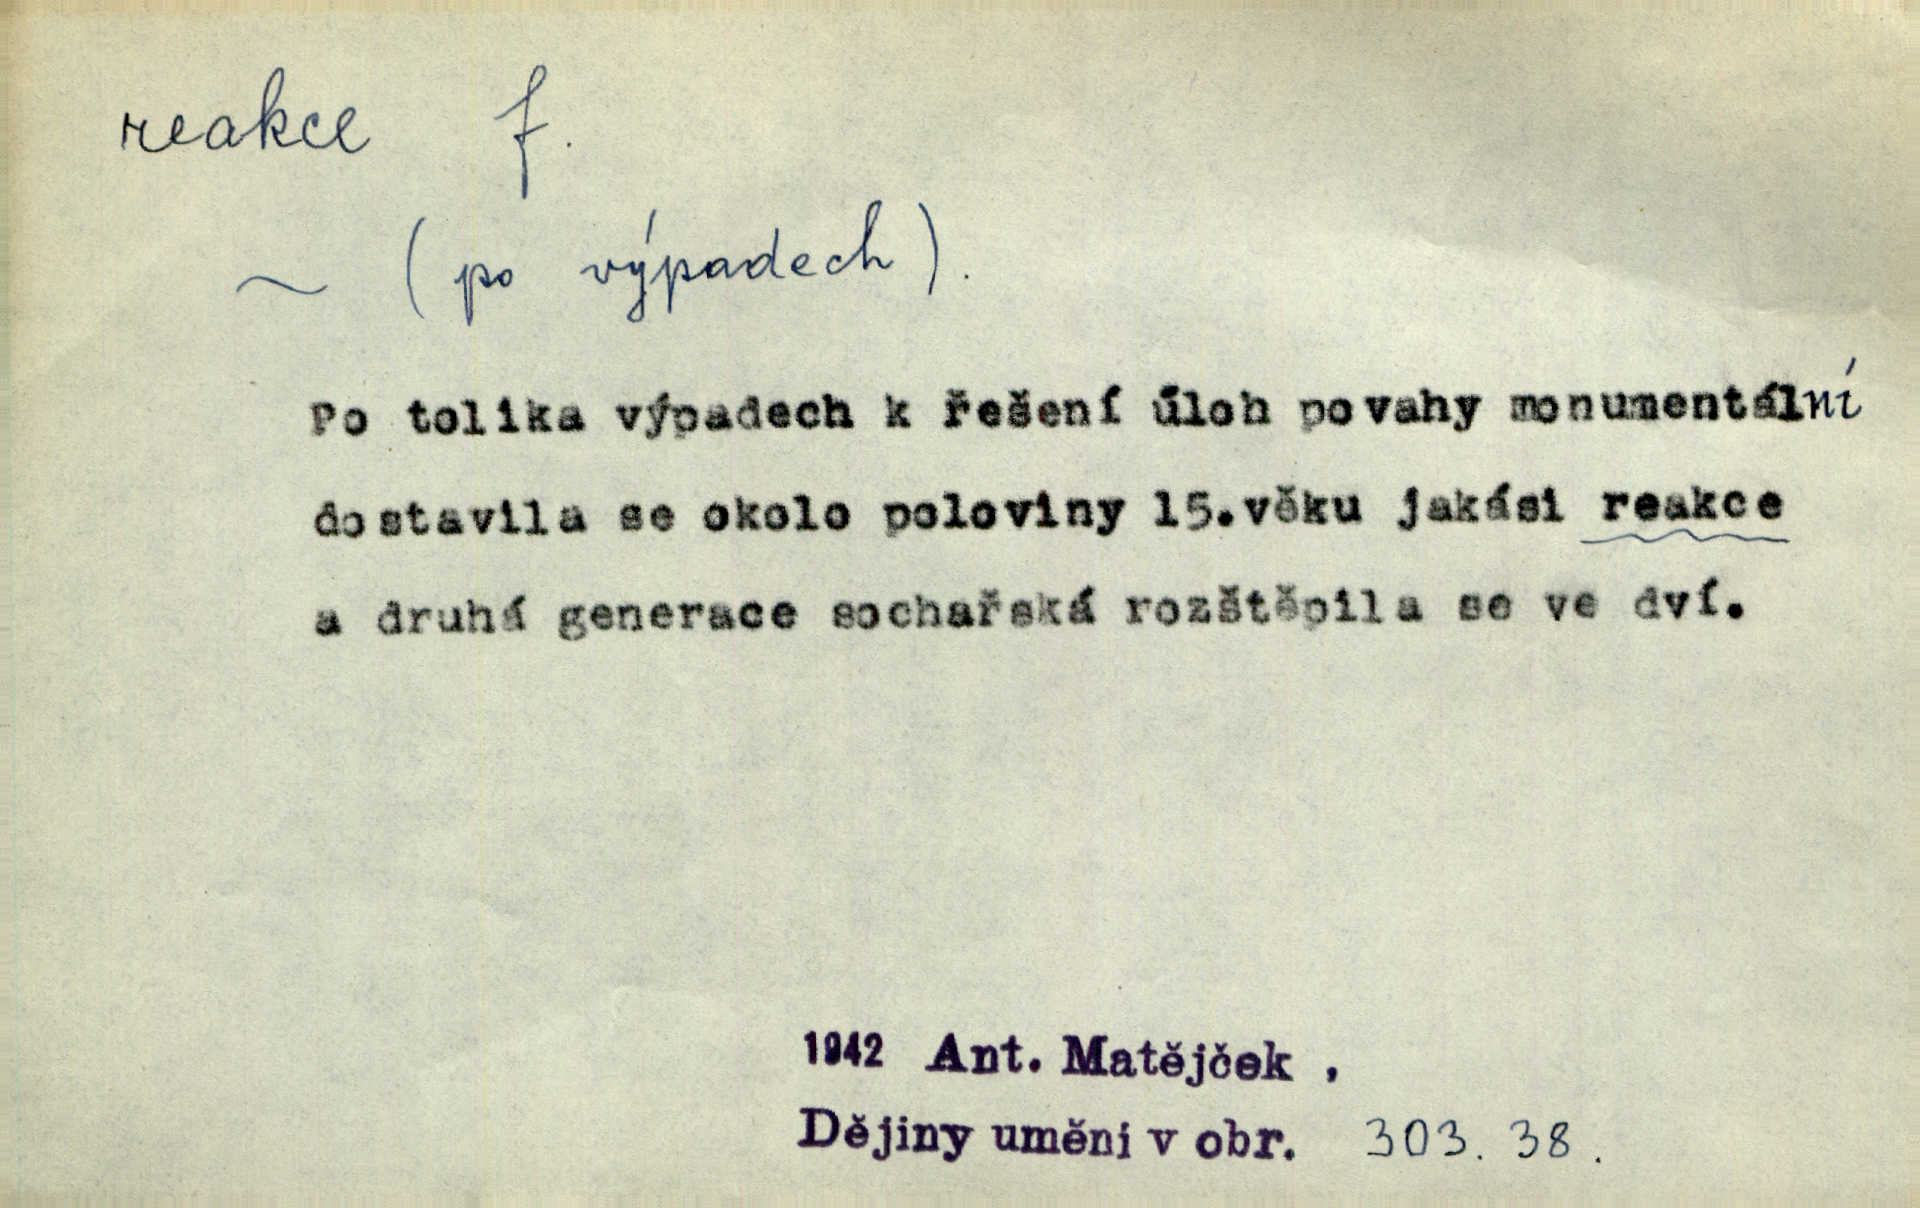 reakce f.
~ (po výpadech).
Po tolika výpadech k řešení úloh povahy monumentální
dostavila se okolo poloviny 15.věku jakási reakce
a druhá generace sochařská rozštěpila se ve dví.
1942 Ant. Matějček ,
Dějiny umění v obr. 303. 38.